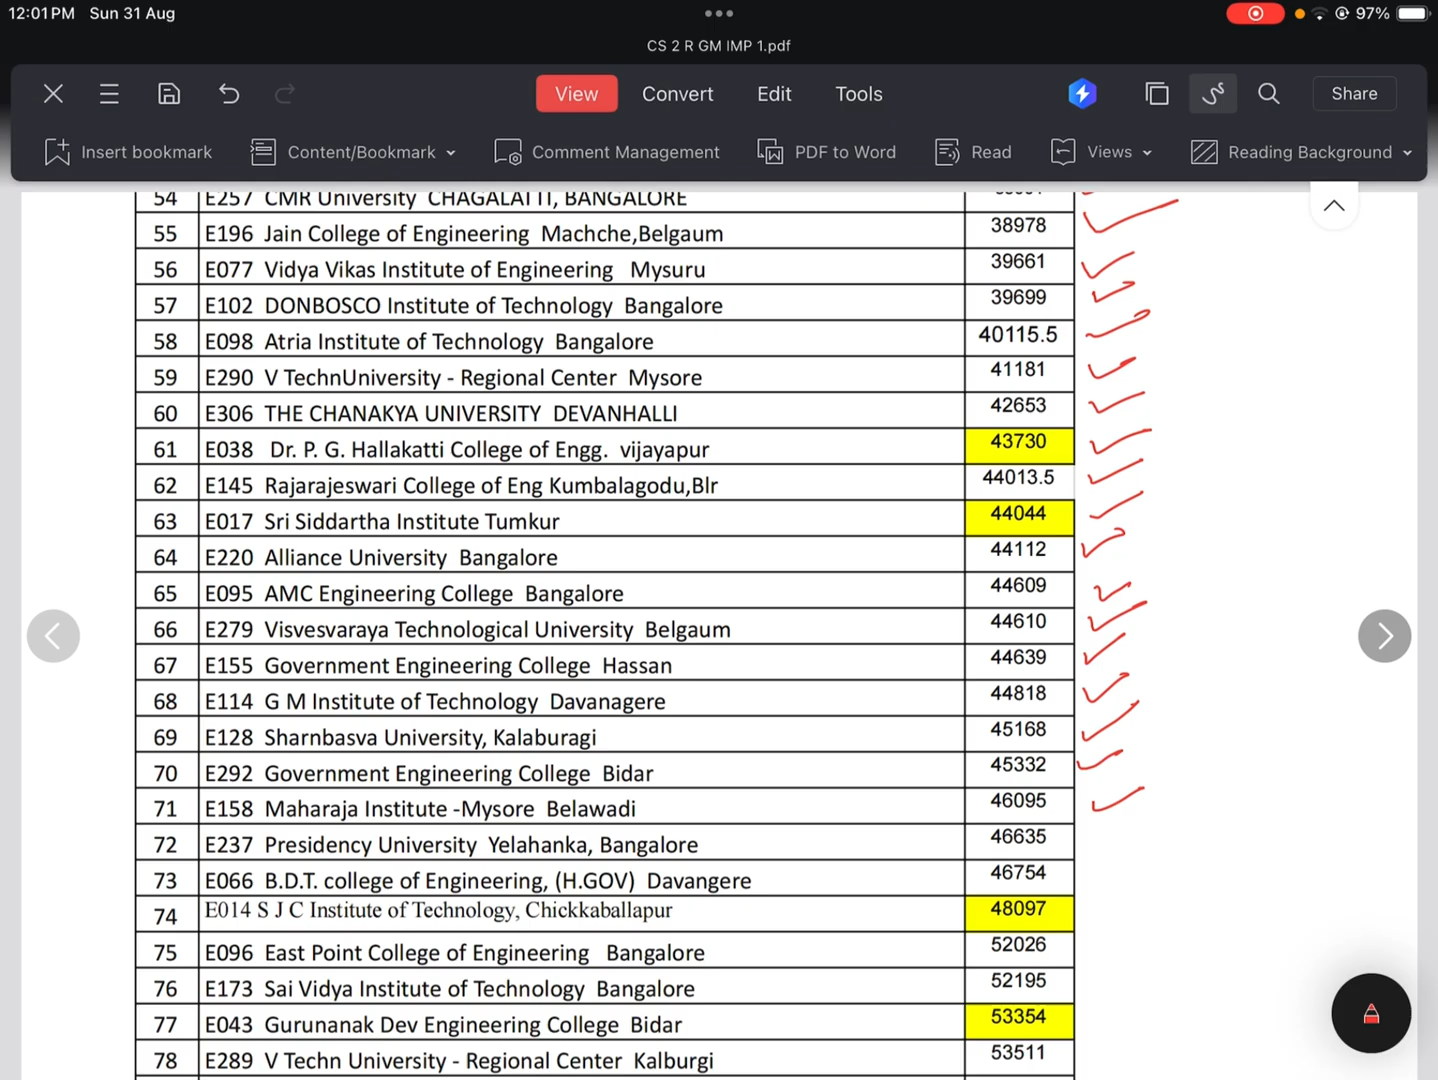 12:01 PM Sun 31 Aug 97%
CS 2 R GM IMP 1.pdf
View Convert Edit Tools Share
Insert bookmark Content/Bookmark Comment Management PDF to Word Read Views Reading Background
54 E257 CMR University CHAGALATTI, BANGALORE
55 E196 Jain College of Engineering Machche,Belgaum 38978
56 E077 Vidya Vikas Institute of Engineering Mysuru 39661
57 E102 DONBOSCO Institute of Technology Bangalore 39699
58 E098 Atria Institute of Technology Bangalore 40115.5
59 E290 V TechnUniversity - Regional Center Mysore 41181
60 E306 THE CHANAKYA UNIVERSITY DEVANHALLI 42653
61 E038 Dr. P. G. Hallakatti College of Engg. vijayapur 43730
62 E145 Rajarajeswari College of Eng Kumbalagodu,Blr 44013.5
63 E017 Sri Siddartha Institute Tumkur 44044
64 E220 Alliance University Bangalore 44112
65 E095 AMC Engineering College Bangalore 44609
66 E279 Visvesvaraya Technological University Belgaum 44610
67 E155 Government Engineering College Hassan 44639
68 E114 G M Institute of Technology Davanagere 44818
69 E128 Sharnbasva University, Kalaburagi 45168
70 E292 Government Engineering College Bidar 45332
71 E158 Maharaja Institute -Mysore Belawadi 46095
72 E237 Presidency University Yelahanka, Bangalore 46635
73 E066 B.D.T. college of Engineering, (H.GOV) Davangere 46754
74 E014 S J C Institute of Technology, Chickkaballapur 48097
75 E096 East Point College of Engineering Bangalore 52026
76 E173 Sai Vidya Institute of Technology Bangalore 52195
77 E043 Gurunanak Dev Engineering College Bidar 53354
78 E289 V Techn University - Regional Center Kalburgi 53511